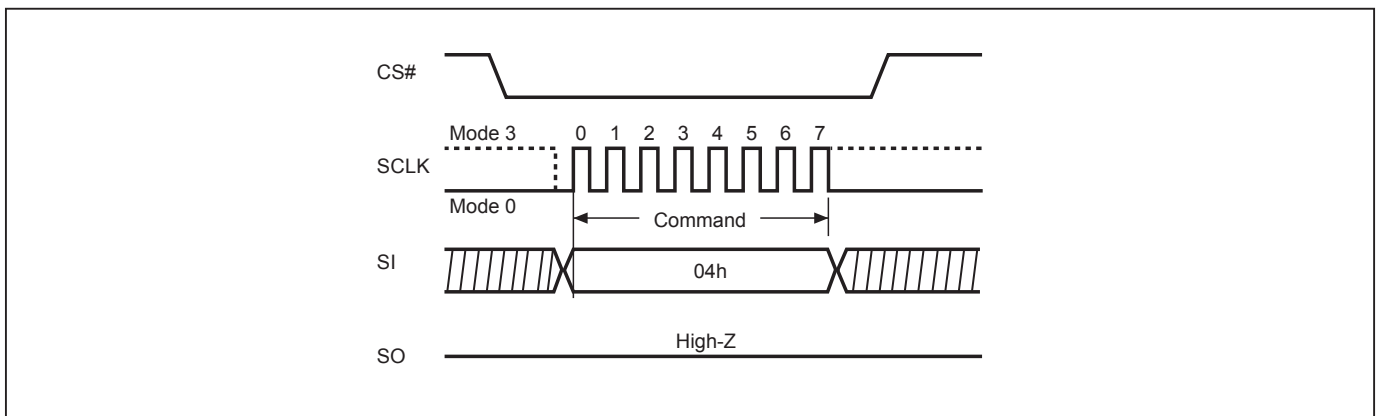 CS#
Mode 3
0 1 2 3 4 5 6 7
SCLK
Mode 0
Command
SI
04h
High-Z
SO